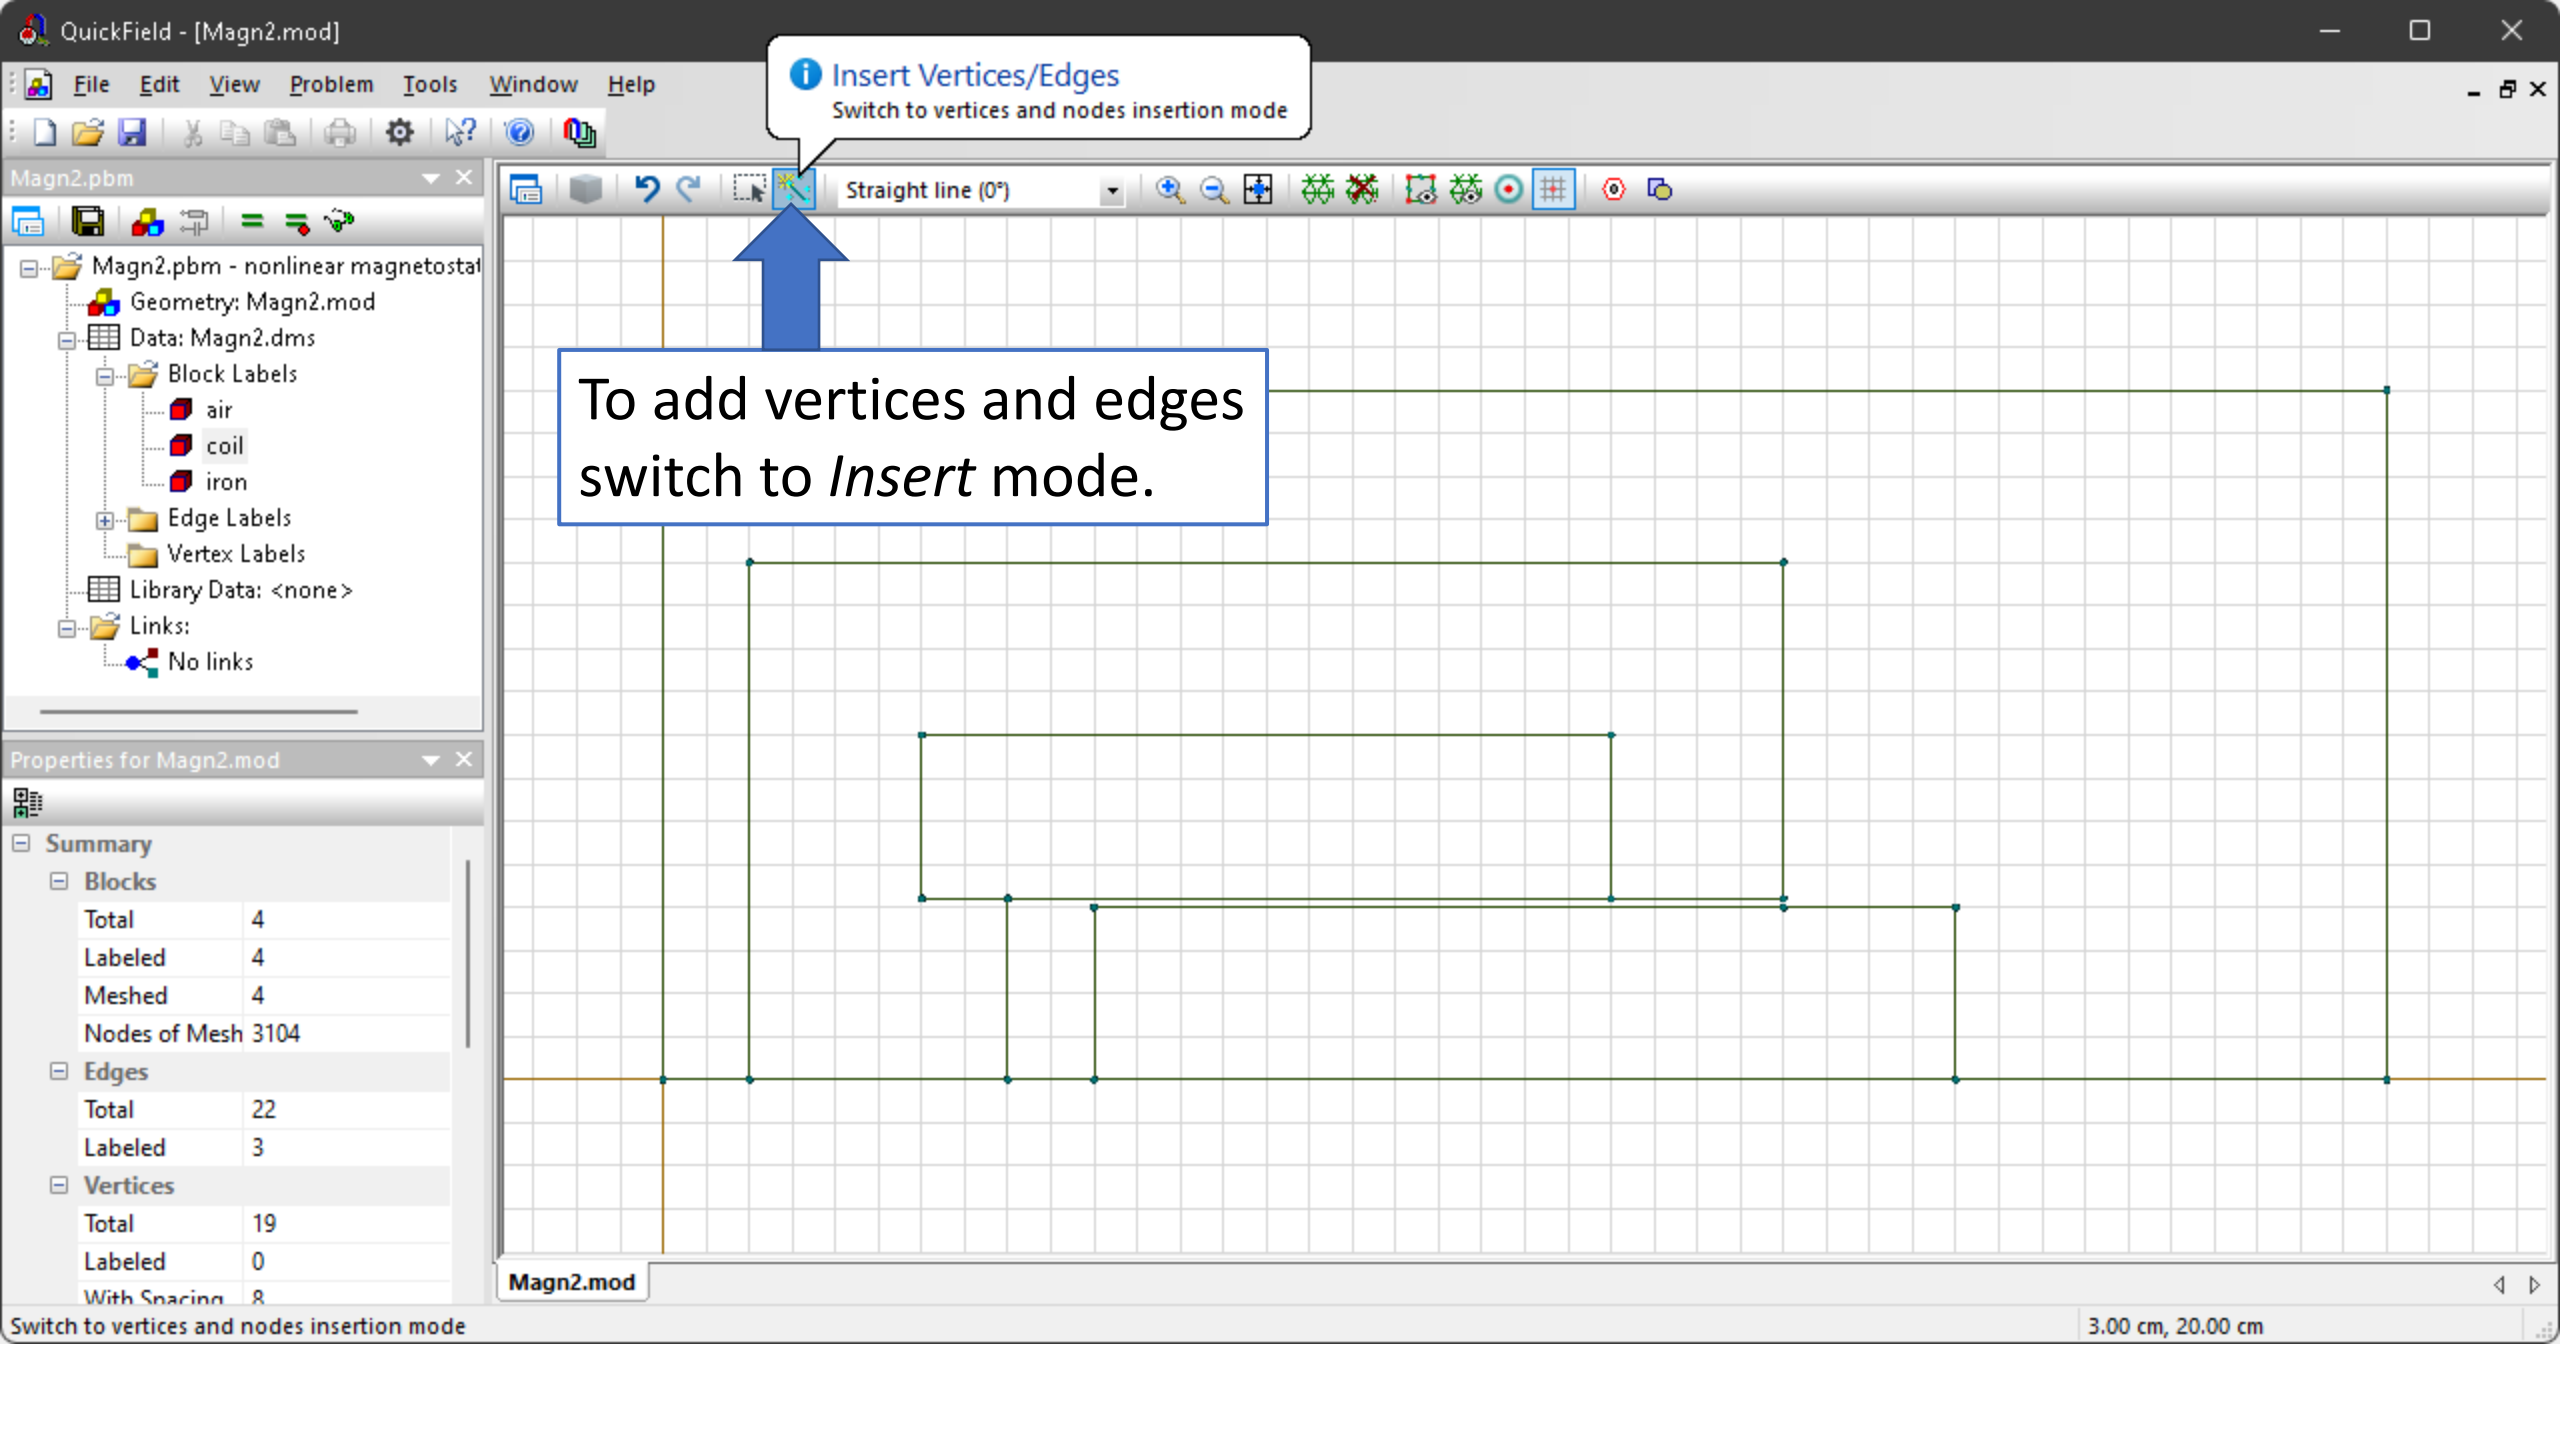 QuickField - [Magn2.mod]
File Edit View Problem Tools Window Help
Insert Vertices/Edges
Switch to vertices and nodes insertion mode
Magn2.pbm
Straight line (0°)
Magn2.pbm - nonlinear magnetostat
Geometry: Magn2.mod
Data: Magn2.dms
Block Labels
air
coil
iron
Edge Labels
Vertex Labels
Library Data: <none>
Links:
No links
To add vertices and edges
switch to Insert mode.
Properties for Magn2.mod
Summary
Blocks
Total 4
Labeled 4
Meshed 4
Nodes of Mesh 3104
Edges
Total 22
Labeled 3
Vertices
Total 19
Labeled 0
With Spacing 8
Magn2.mod
Switch to vertices and nodes insertion mode
3.00 cm, 20.00 cm